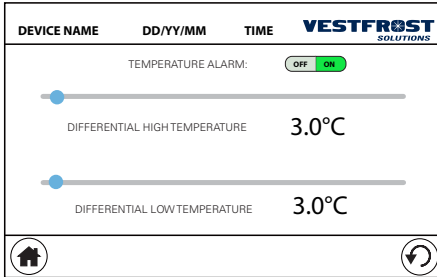 DEVICE NAME DD/YY/MM TIME VESTFROST
SOLUTIONS
TEMPERATURE ALARM: OFF ON
DIFFERENTIAL HIGH TEMPERATURE 3.0°C
DIFFERENTIAL LOW TEMPERATURE 3.0°C